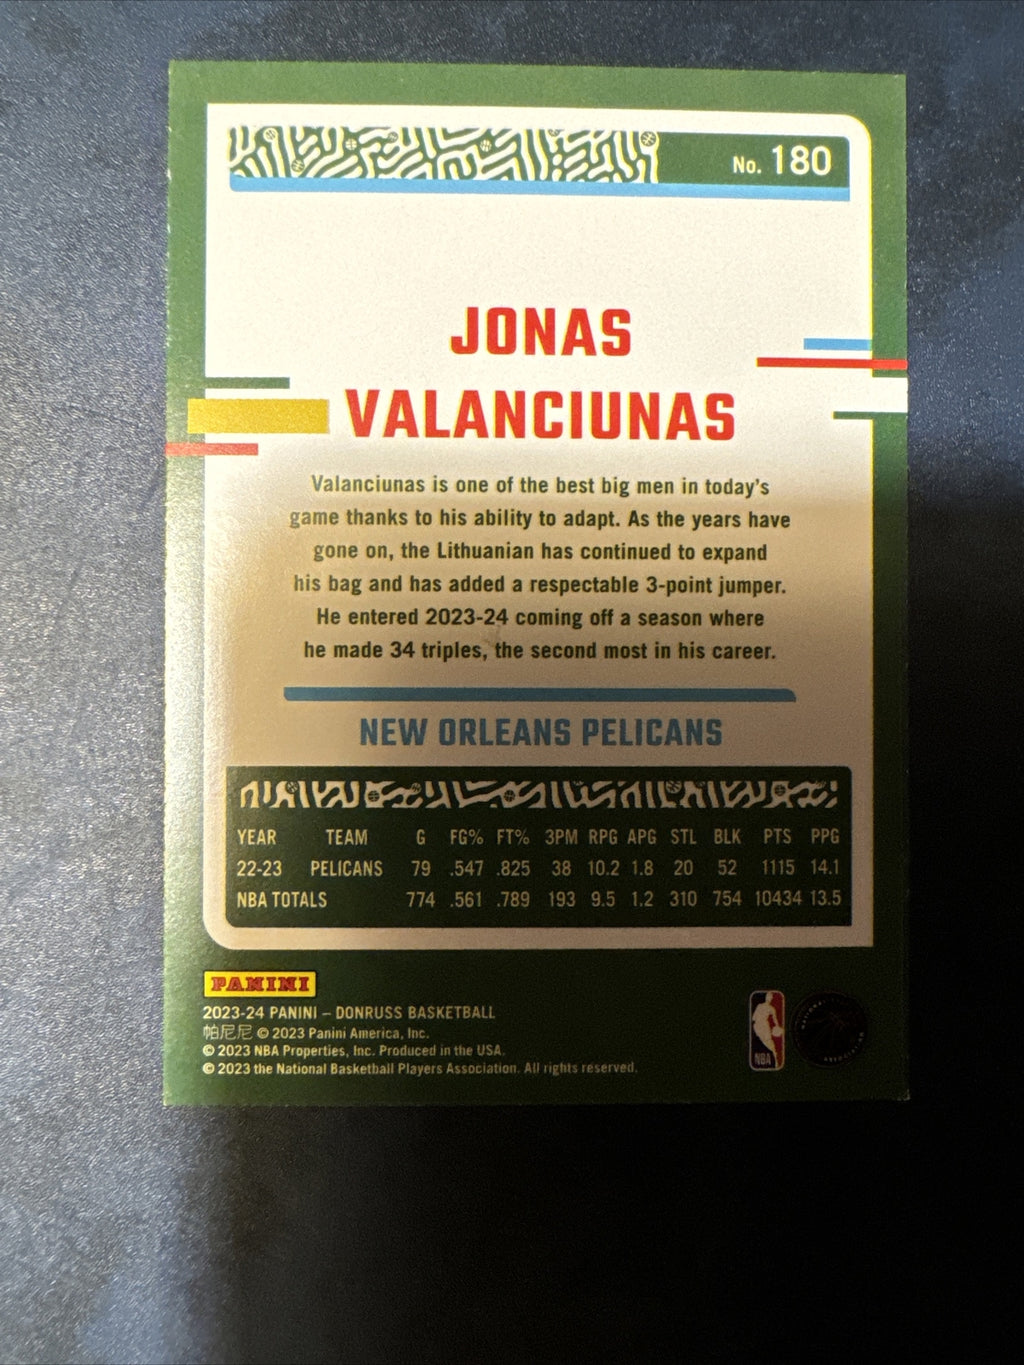 No. 180
JONAS
VALANCIUNAS
Valanciunas is one of the best big men in today's
game thanks to his ability to adapt. As the years have
gone on, the Lithuanian has continued to expand
his bag and has added a respectable 3-point jumper.
He entered 2023-24 coming off a season where
he made 34 triples, the second most in his career.
NEW ORLEANS PELICANS
YEAR TEAM G FG% FT% 3PM RPG APG STL BLK PTS PPG
22-23 PELICANS 79 .547 .825 38 10.2 1.8 20 52 1115 14.1
NBA TOTALS 774 .561 .789 193 9.5 1.2 310 754 10434 13.5
PANINI
2023-24 PANINI – DONRUSS BASKETBALL
帕尼尼 © 2023 Panini America, Inc.
© 2023 NBA Properties, Inc. Produced in the USA.
© 2023 the National Basketball Players Association. All rights reserved.
NBA